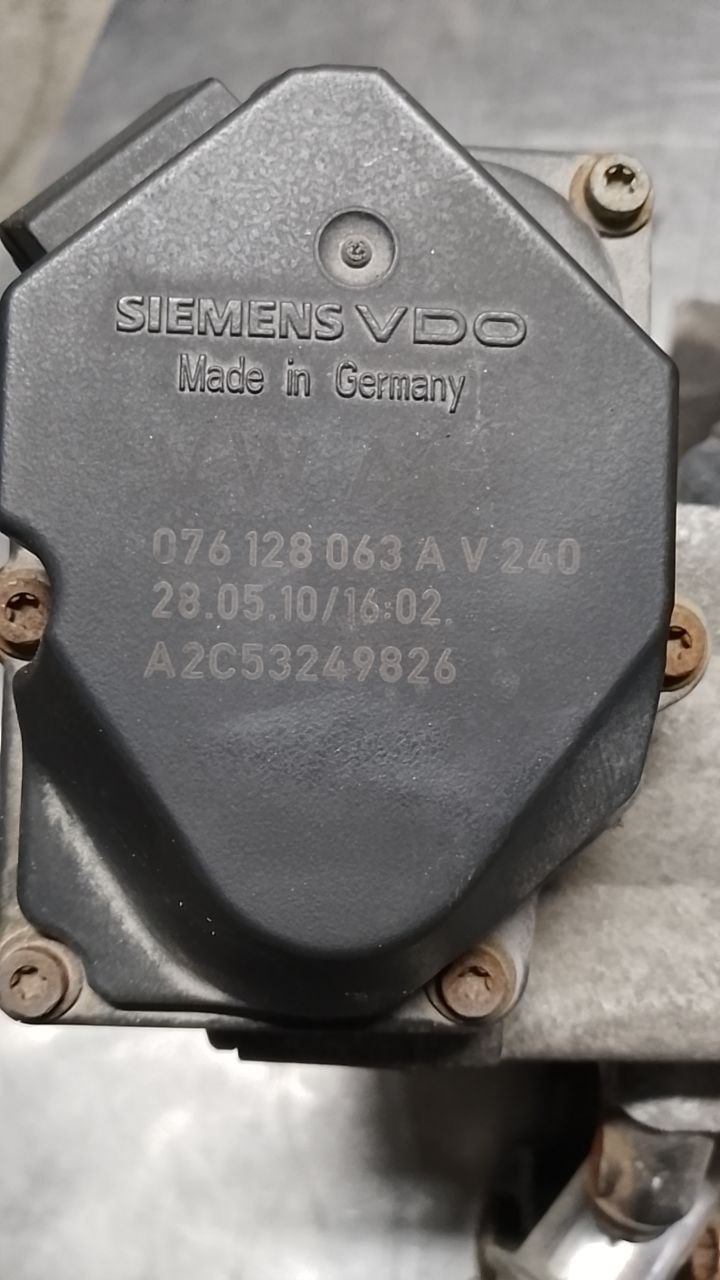 SIEMENS VDO
Made in Germany
076 128 063 A V 240
28.05.10/16:02.
A2C53249826